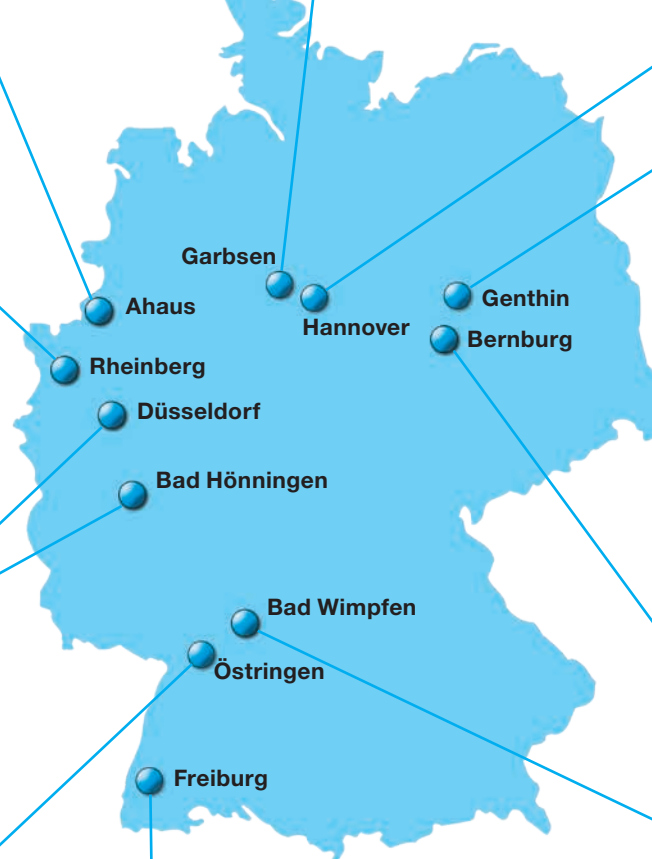 Garbsen
Ahaus
Genthin
Hannover
Bernburg
Rheinberg
Düsseldorf
Bad Hönningen
Bad Wimpfen
Östringen
Freiburg